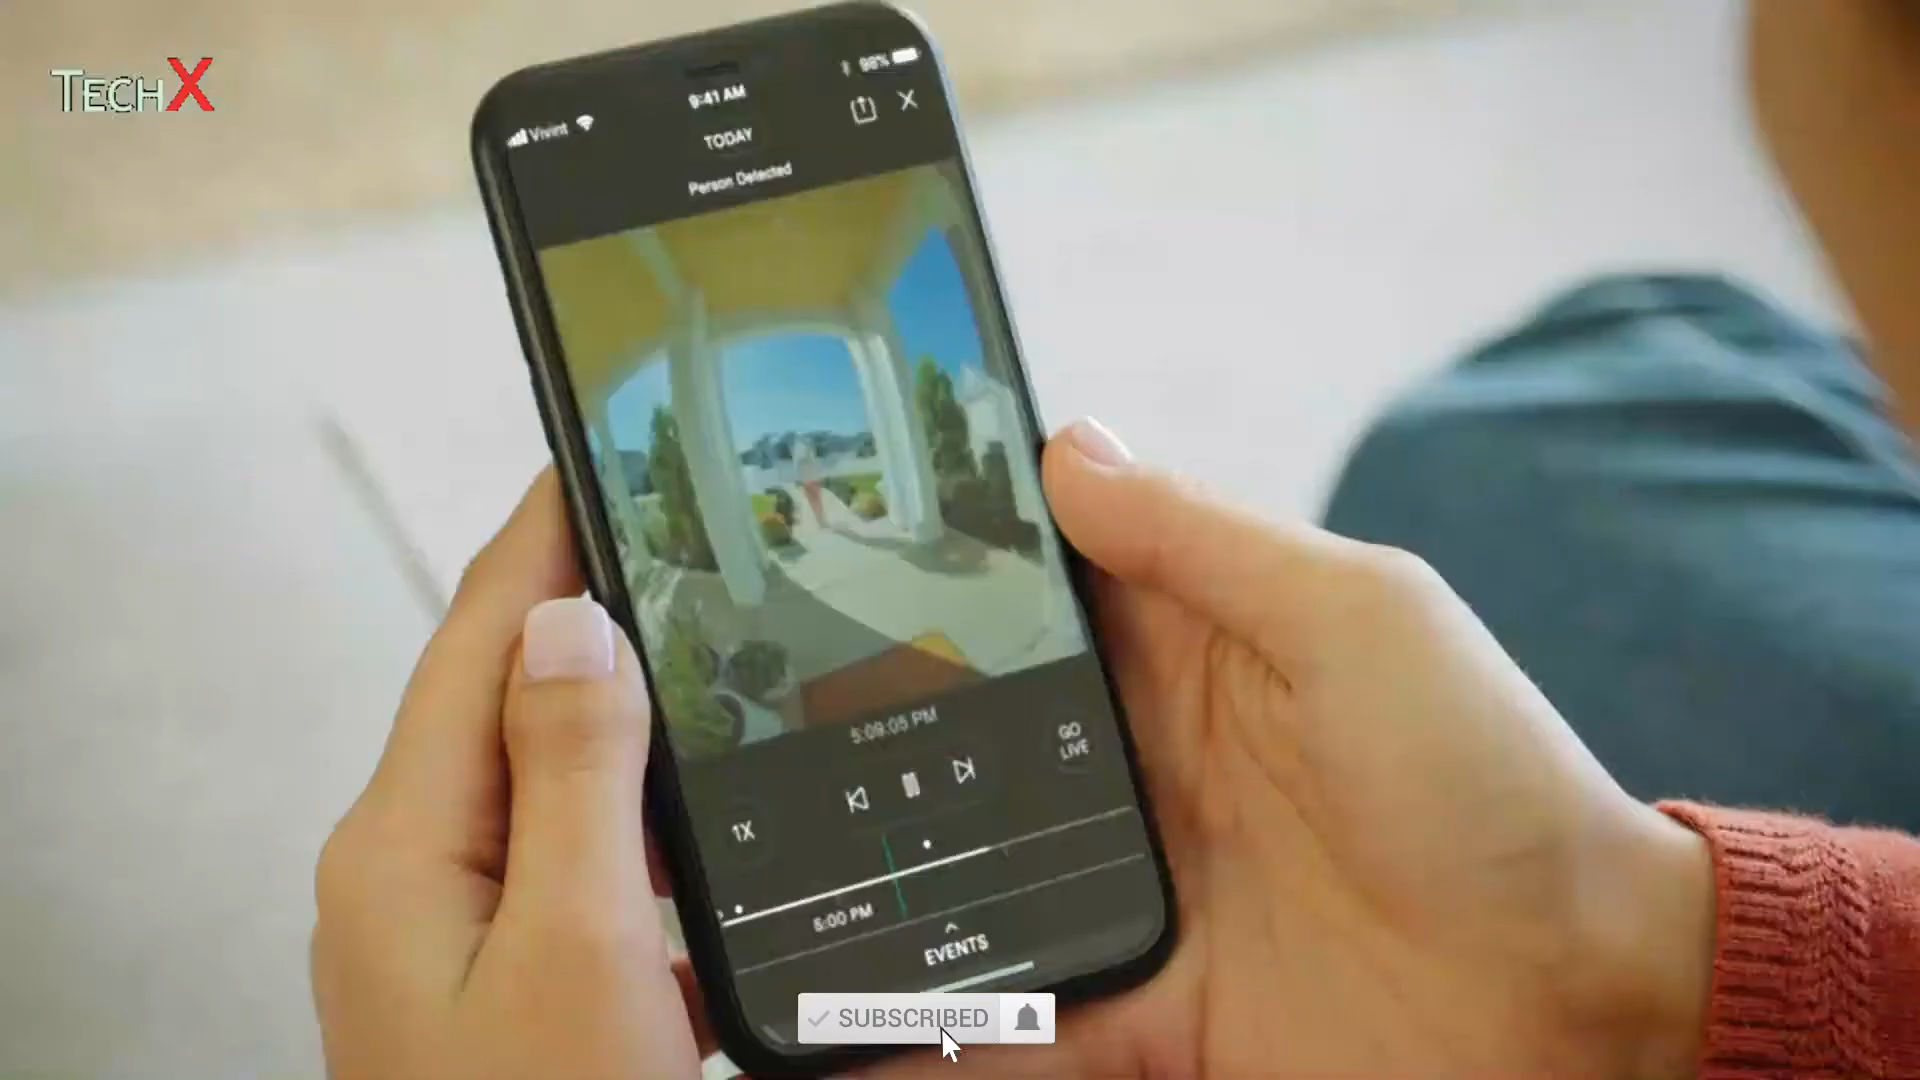 TECHX
98%
9:41 AM
Vivint
TODAY
Person Detected
5:09:05 PM
GO
LIVE
1X
5:00 PM
EVENTS
SUBSCRIBED